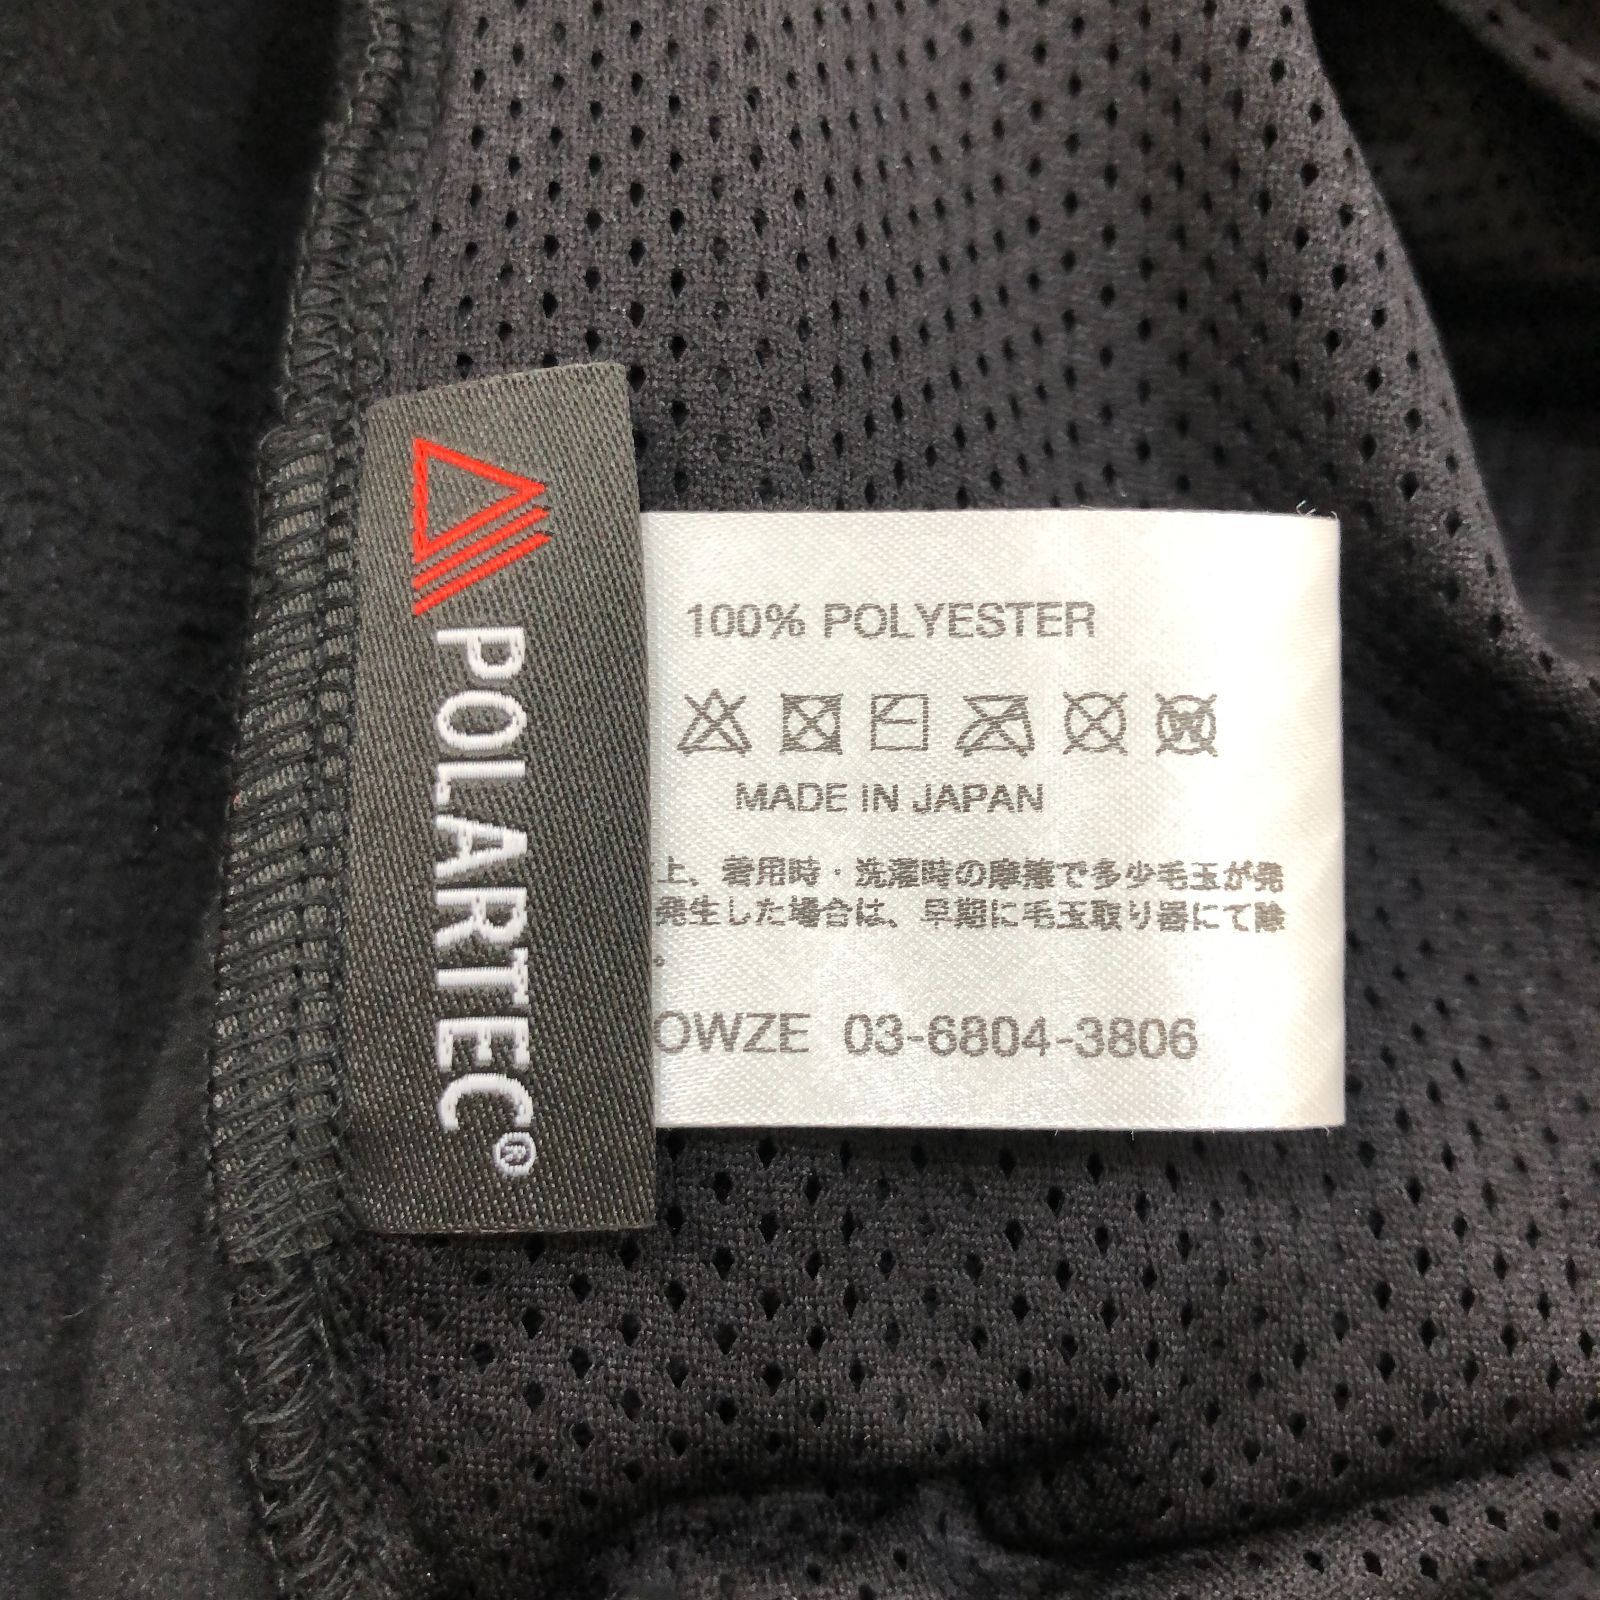 POLARTEC®
100% POLYESTER
MADE IN JAPAN
上、着用時・洗濯時の摩擦で多少毛玉が発
発生した場合は、早期に毛玉取り器にて除
。
OWZE 03-6804-3806